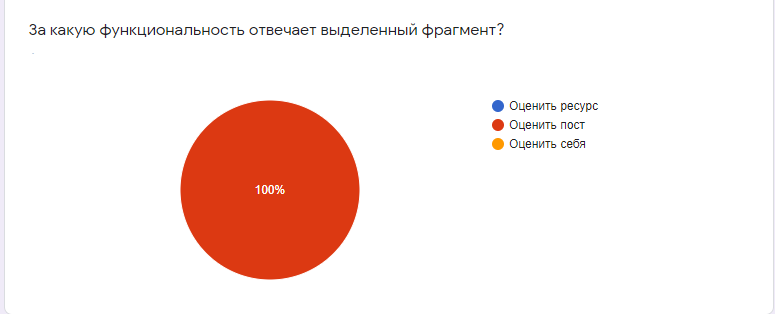 За какую функциональность отвечает выделенный фрагмент?
Оценить ресурс
Оценить пост
Оценить себя
100%